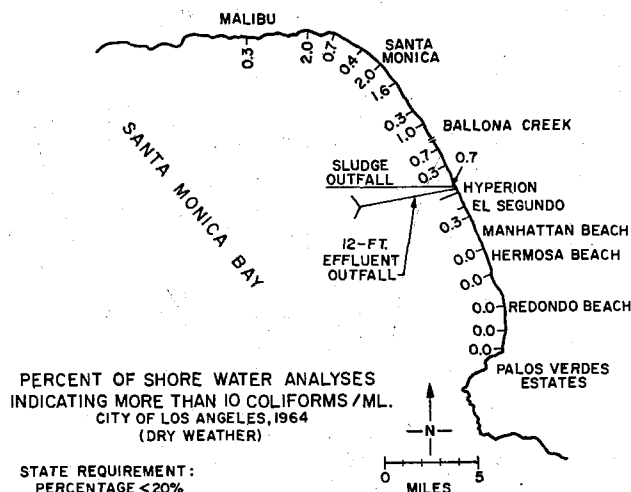 MALIBU
0.3
2.0
0.7
0.4
SANTA
MONICA
2.0
1.6
0.3
1.0
BALLONA CREEK
0.7
0.3
0.7
SANTA MONICA BAY
SLUDGE
OUTFALL
HYPERION
EL SEGUNDO
0.3
MANHATTAN BEACH
12-FT.
EFFLUENT
OUTFALL
0.0
HERMOSA BEACH
0.0
0.0
REDONDO BEACH
0.0
0.0
PALOS VERDES
ESTATES
PERCENT OF SHORE WATER ANALYSES
INDICATING MORE THAN 10 COLIFORMS/ML.
CITY OF LOS ANGELES, 1964
(DRY WEATHER)
N
STATE REQUIREMENT:
PERCENTAGE <20%
0 5
MILES